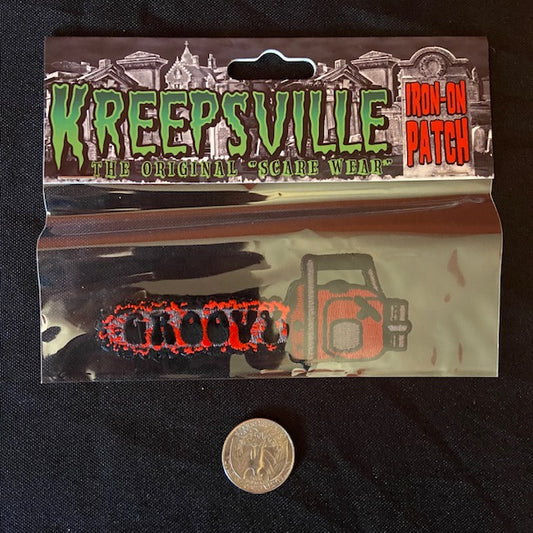 KREEPSVILLE
THE ORIGINAL "SCARE WEAR"
IRON-ON
PATCH
GROOVY